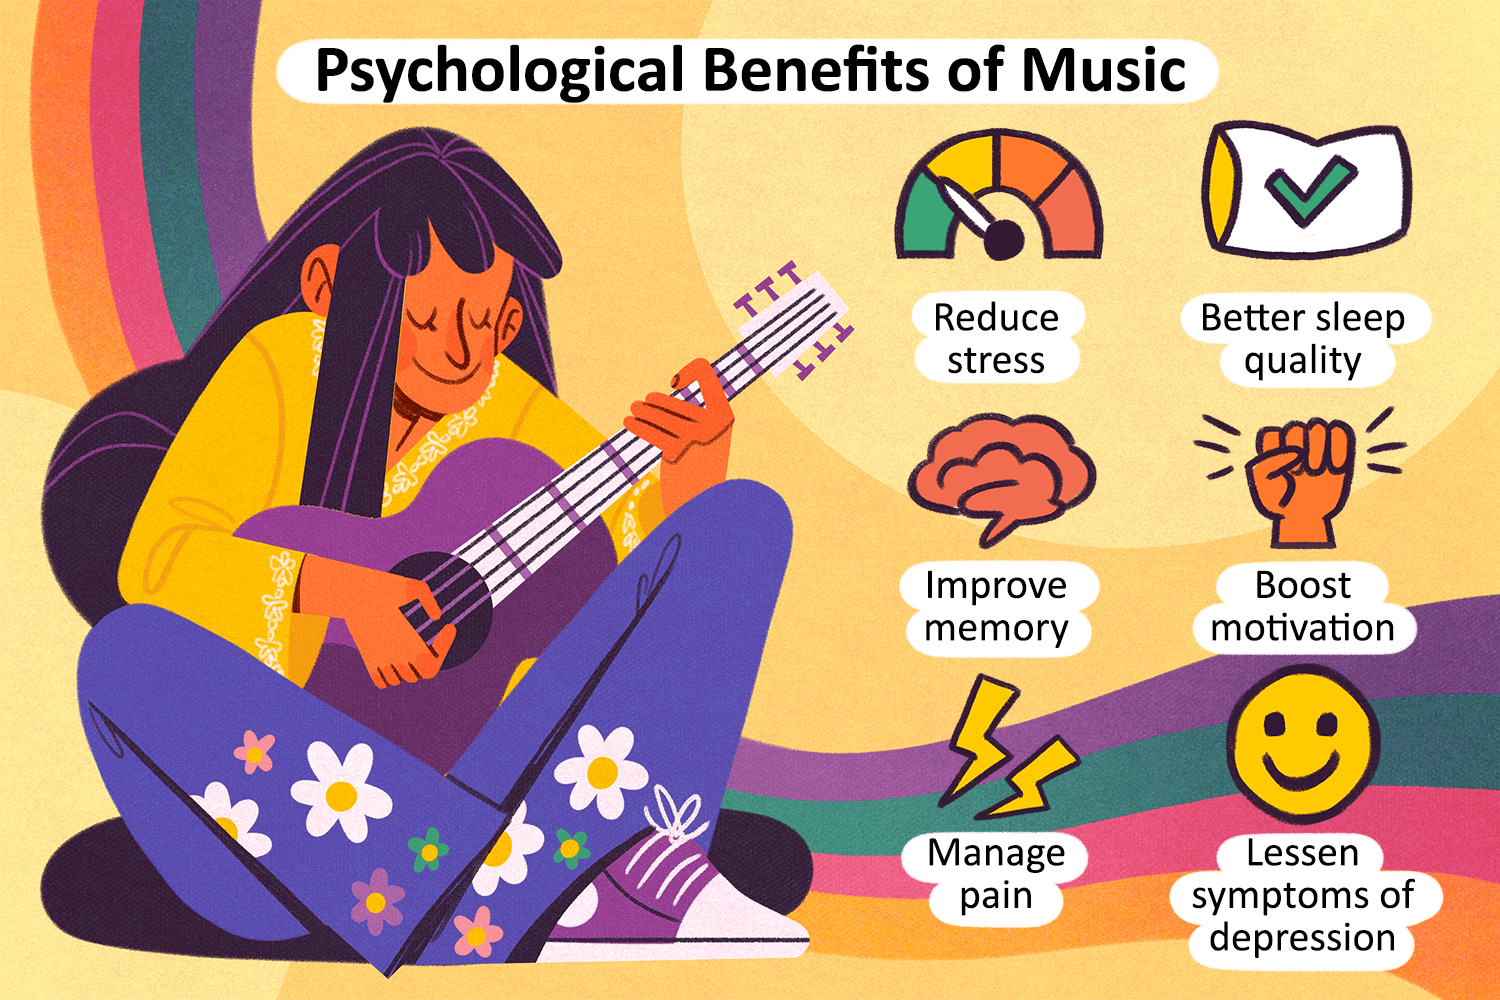 Psychological Benefits of Music
Reduce
stress
Better sleep
quality
Improve
memory
Boost
motivation
Manage
pain
Lessen
symptoms of
depression